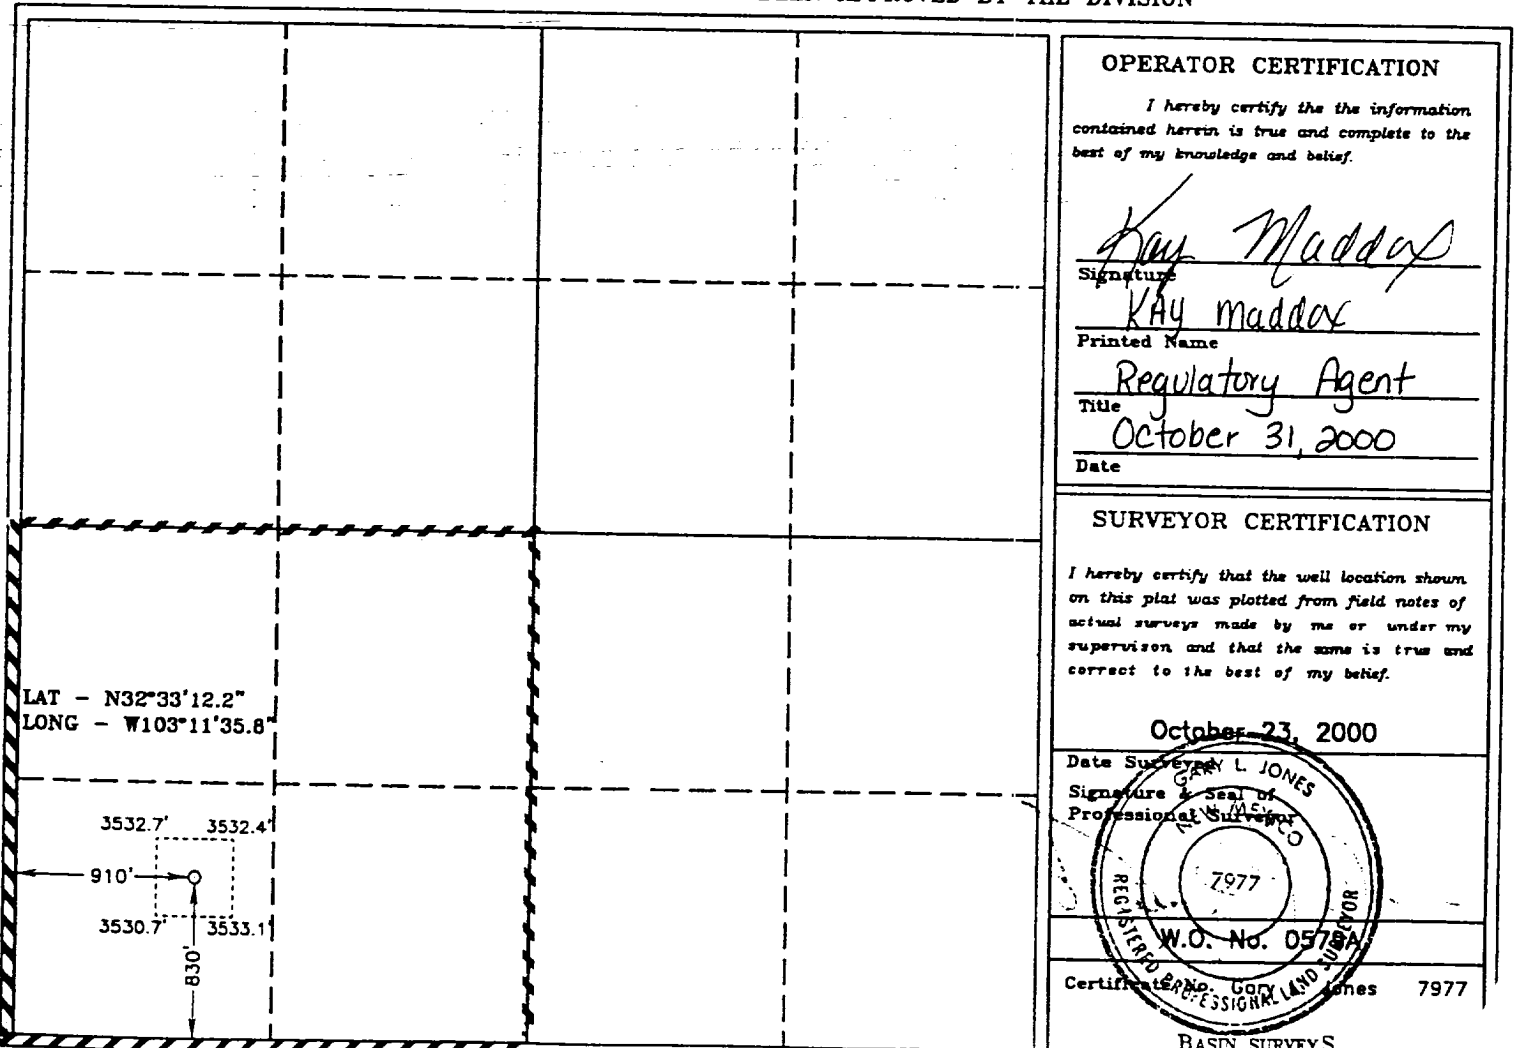 BEEN APPROVED BY THE DIVISION
LAT - N32°33'12.2"
LONG - W103°11'35.8"
3532.7' 3532.4'
910'
3530.7' 3533.1'
830'
OPERATOR CERTIFICATION
I hereby certify the the information
contained herein is true and complete to the
best of my knowledge and belief.
Kay Maddox
Signature
KAy maddox
Printed Name
Regulatory Agent
Title
October 31, 2000
Date
SURVEYOR CERTIFICATION
I hereby certify that the well location shown
on this plat was plotted from field notes of
actual surveys made by me or under my
supervison and that the same is true and
correct to the best of my belief.
October 23, 2000
Date Surveyed
Signature & Seal of
Professional Surveyor
GARY L. JONES
NEW MEXICO
7977
REGISTERED PROFESSIONAL LAND SURVEYOR
W.O. No. 0570A
Certificate No. Gary Jones 7977
BASIN SURVEYS